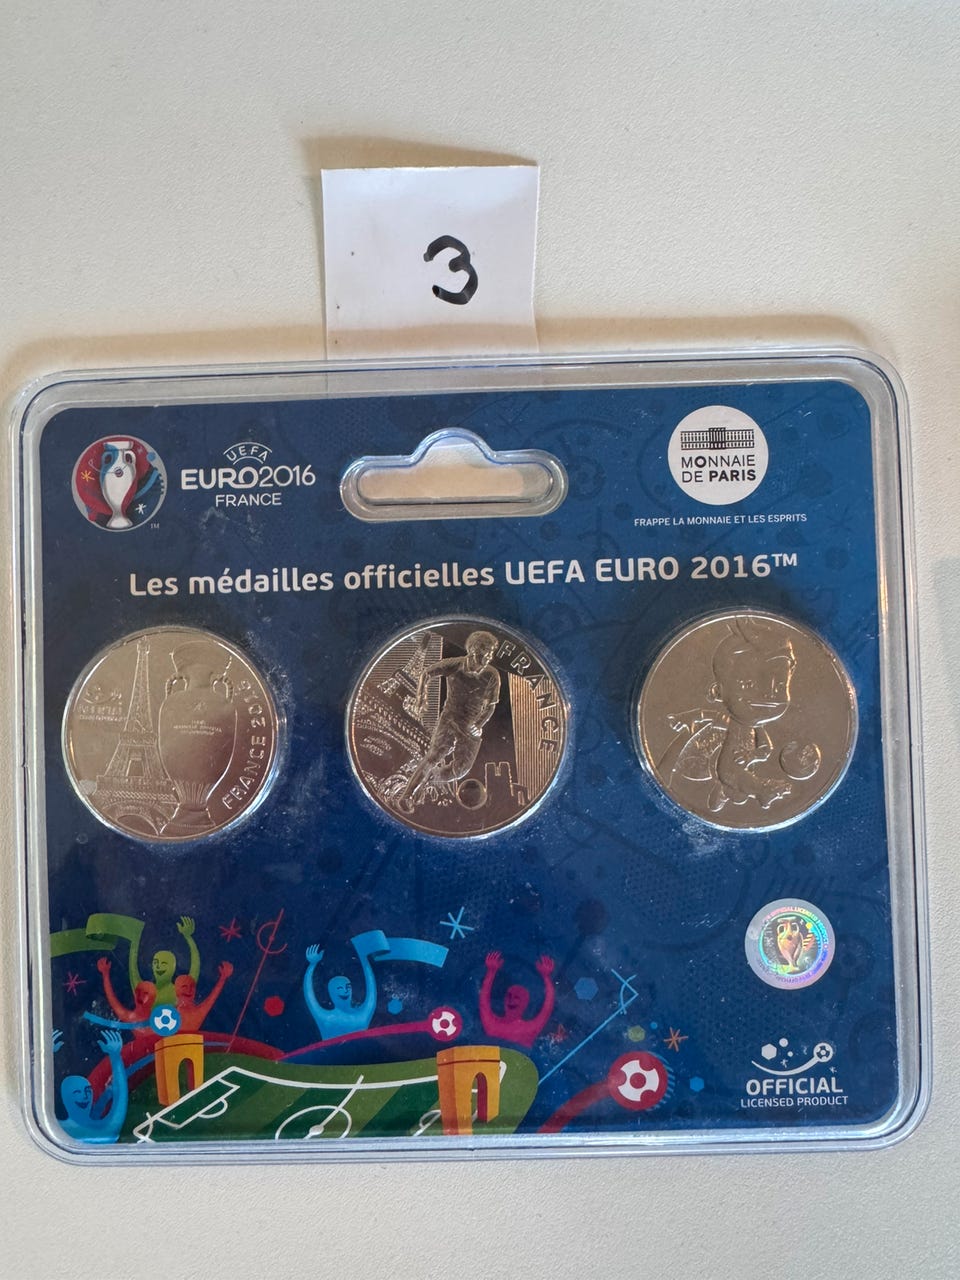 3
UEFA
EURO2016
FRANCE
TM
MONNAIE
DE PARIS
FRAPPE LA MONNAIE ET LES ESPRITS
Les médailles officielles UEFA EURO 2016™
FRANCE 2016
FRANCE
OFFICIAL
LICENSED PRODUCT